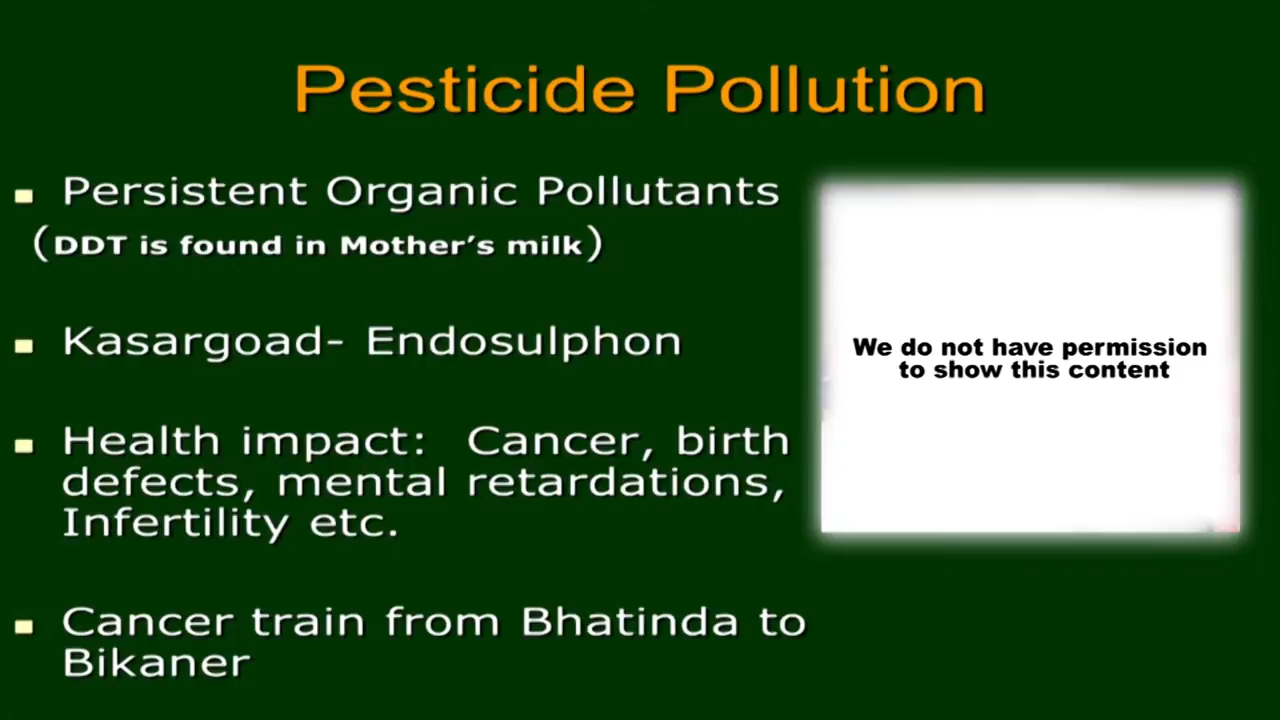 Pesticide Pollution
Persistent Organic Pollutants
(DDT is found in Mother's milk)
Kasargoad- Endosulphon
Health impact: Cancer, birth
defects, mental retardations,
Infertility etc.
Cancer train from Bhatinda to
Bikaner
We do not have permission
to show this content